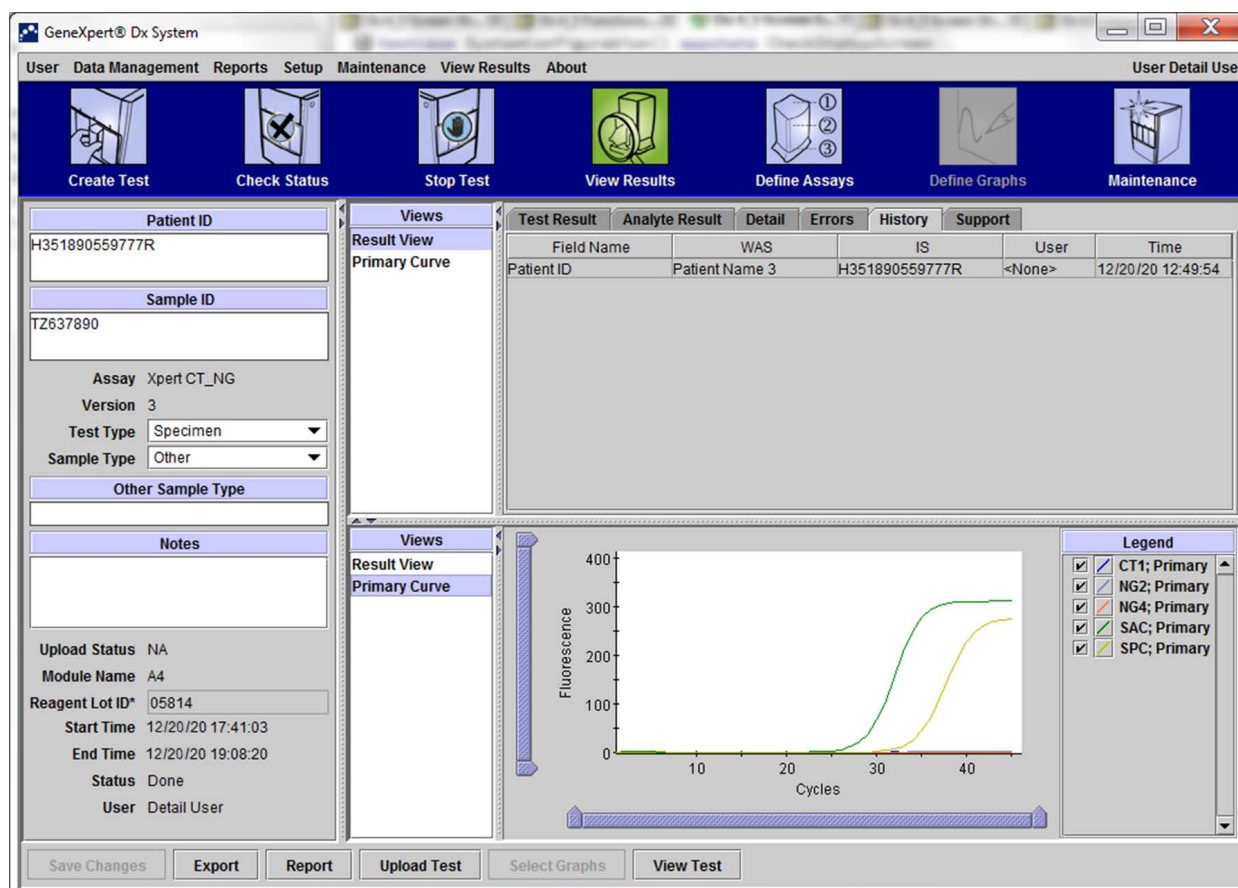 GeneXpert® Dx System
User Data Management Reports Setup Maintenance View Results About User Detail Use
Create Test Check Status Stop Test View Results Define Assays Define Graphs Maintenance
① ② ③
Patient ID
H351890559777R
Sample ID
TZ637890
Assay Xpert CT_NG
Version 3
Test Type Specimen
Sample Type Other
Other Sample Type
Notes
Upload Status NA
Module Name A4
Reagent Lot ID* 05814
Start Time 12/20/20 17:41:03
End Time 12/20/20 19:08:20
Status Done
User Detail User
Views
Result View
Primary Curve
Test Result Analyte Result Detail Errors History Support
Field Name WAS IS User Time
Patient ID Patient Name 3 H351890559777R <None> 12/20/20 12:49:54
Views
Result View
Primary Curve
Fluorescence
400
300
200
100
0
10 20 30 40
Cycles
Legend
CT1; Primary
NG2; Primary
NG4; Primary
SAC; Primary
SPC; Primary
Save Changes Export Report Upload Test Select Graphs View Test